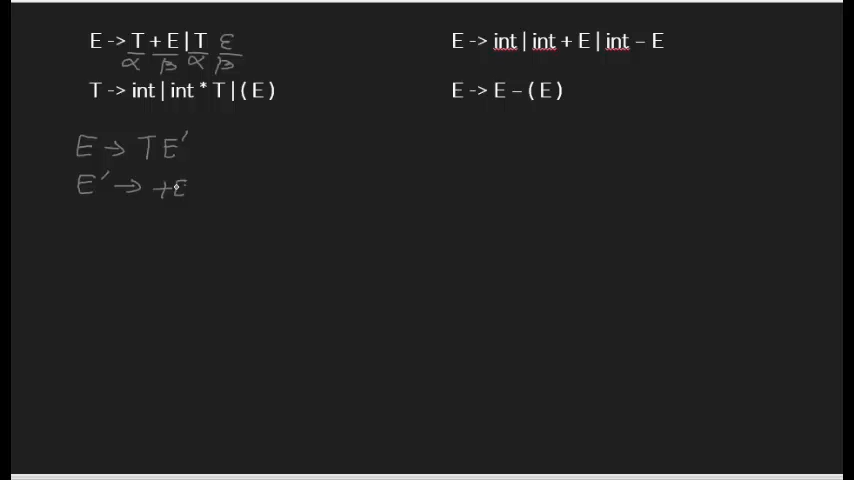 E -> T + E | T ε
α β α β
T -> int | int * T | ( E )
E → T E'
E' → +E
E -> int | int + E | int – E
E -> E – ( E )